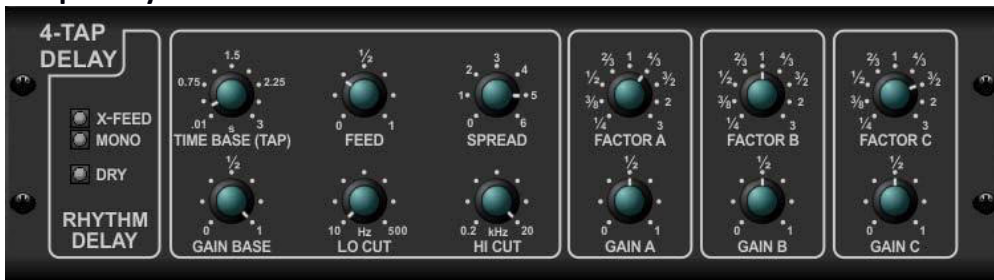 4-TAP
DELAY
X-FEED
MONO
DRY
RHYTHM
DELAY
1.5
0.75 2.25
.01 s 3
TIME BASE (TAP)
1/2
0 1
FEED
3
2 4
1 5
0 6
SPREAD
1/2
0 1
GAIN BASE
10 Hz 500
LO CUT
0.2 kHz 20
HI CUT
2/3 1 4/3
1/2 3/2
3/8 2
1/4 3
FACTOR A
1/2
0 1
GAIN A
2/3 1 4/3
1/2 3/2
3/8 2
1/4 3
FACTOR B
1/2
0 1
GAIN B
2/3 1 4/3
1/2 3/2
3/8 2
1/4 3
FACTOR C
1/2
0 1
GAIN C